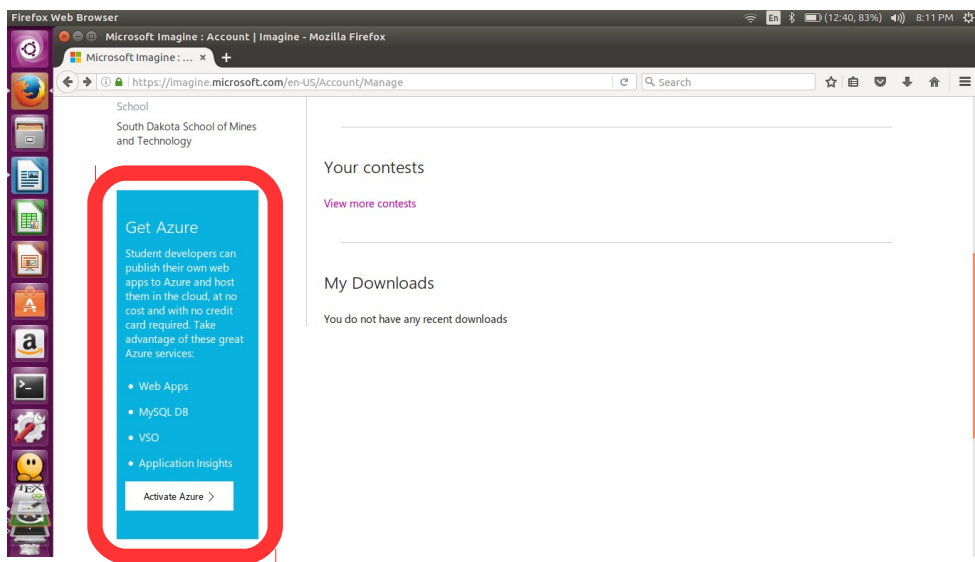 Firefox Web Browser
En
(12:40, 83%)
8:11 PM
Microsoft Imagine : Account | Imagine - Mozilla Firefox
Microsoft Imagine : ... × +
https://imagine.microsoft.com/en-US/Account/Manage
Search
School
South Dakota School of Mines
and Technology
Get Azure
Student developers can
publish their own web
apps to Azure and host
them in the cloud, at no
cost and with no credit
card required. Take
advantage of these great
Azure services:
• Web Apps
• MySQL DB
• VSO
• Application Insights
Activate Azure >
Your contests
View more contests
My Downloads
You do not have any recent downloads
A
a
>_
TEX